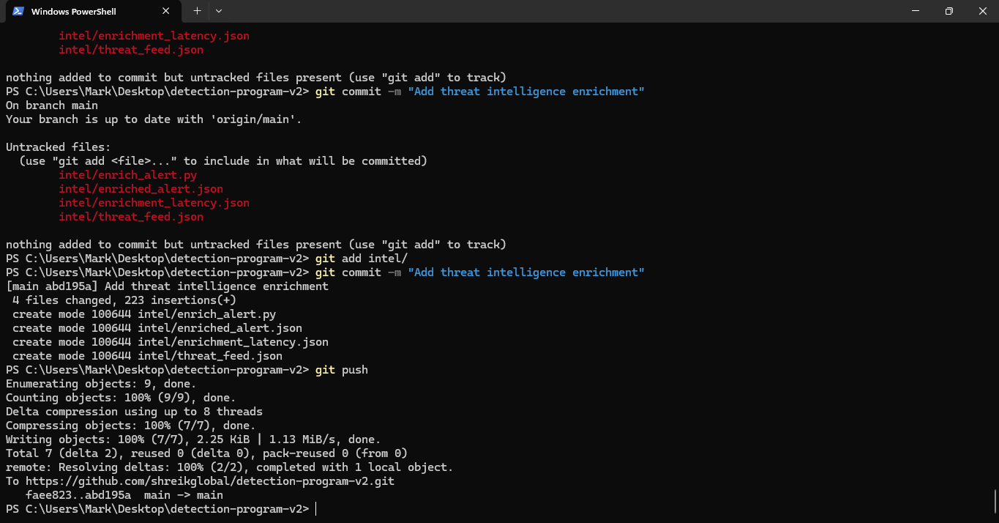 Windows PowerShell
intel/enrichment_latency.json
intel/threat_feed.json
nothing added to commit but untracked files present (use "git add" to track)
PS C:\Users\Mark\Desktop\detection-program-v2> git commit -m "Add threat intelligence enrichment"
On branch main
Your branch is up to date with 'origin/main'.
Untracked files:
  (use "git add <file>..." to include in what will be committed)
        intel/enrich_alert.py
        intel/enriched_alert.json
        intel/enrichment_latency.json
        intel/threat_feed.json
nothing added to commit but untracked files present (use "git add" to track)
PS C:\Users\Mark\Desktop\detection-program-v2> git add intel/
PS C:\Users\Mark\Desktop\detection-program-v2> git commit -m "Add threat intelligence enrichment"
[main abd195a] Add threat intelligence enrichment
 4 files changed, 223 insertions(+)
 create mode 100644 intel/enrich_alert.py
 create mode 100644 intel/enriched_alert.json
 create mode 100644 intel/enrichment_latency.json
 create mode 100644 intel/threat_feed.json
PS C:\Users\Mark\Desktop\detection-program-v2> git push
Enumerating objects: 9, done.
Counting objects: 100% (9/9), done.
Delta compression using up to 8 threads
Compressing objects: 100% (7/7), done.
Writing objects: 100% (7/7), 2.25 KiB | 1.13 MiB/s, done.
Total 7 (delta 2), reused 0 (delta 0), pack-reused 0 (from 0)
remote: Resolving deltas: 100% (2/2), completed with 1 local object.
To https://github.com/shreikglobal/detection-program-v2.git
   faee823..abd195a  main -> main
PS C:\Users\Mark\Desktop\detection-program-v2>